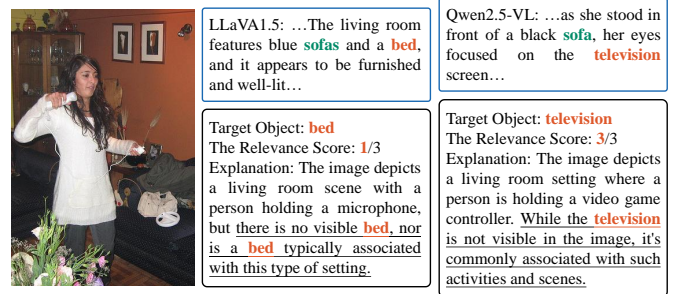 LLaVA1.5: …The living room
features blue sofas and a bed,
and it appears to be furnished
and well-lit…
Target Object: bed
The Relevance Score: 1/3
Explanation: The image depicts
a living room scene with a
person holding a microphone,
but there is no visible bed, nor
is a bed typically associated
with this type of setting.
Qwen2.5-VL: …as she stood in
front of a black sofa, her eyes
focused on the television
screen…
Target Object: television
The Relevance Score: 3/3
Explanation: The image depicts
a living room setting where a
person is holding a video game
controller. While the television
is not visible in the image, it's
commonly associated with such
activities and scenes.